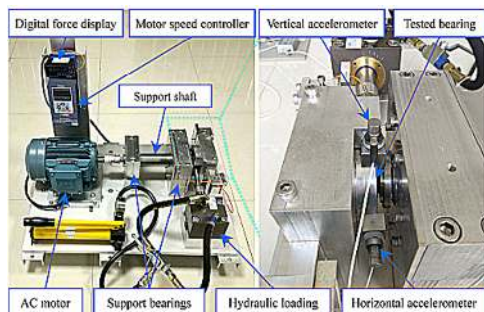 Digital force display
Motor speed controller
Vertical accelerometer
Tested bearing
Support shaft
AC motor
Support bearings
Hydraulic loading
Horizontal accelerometer